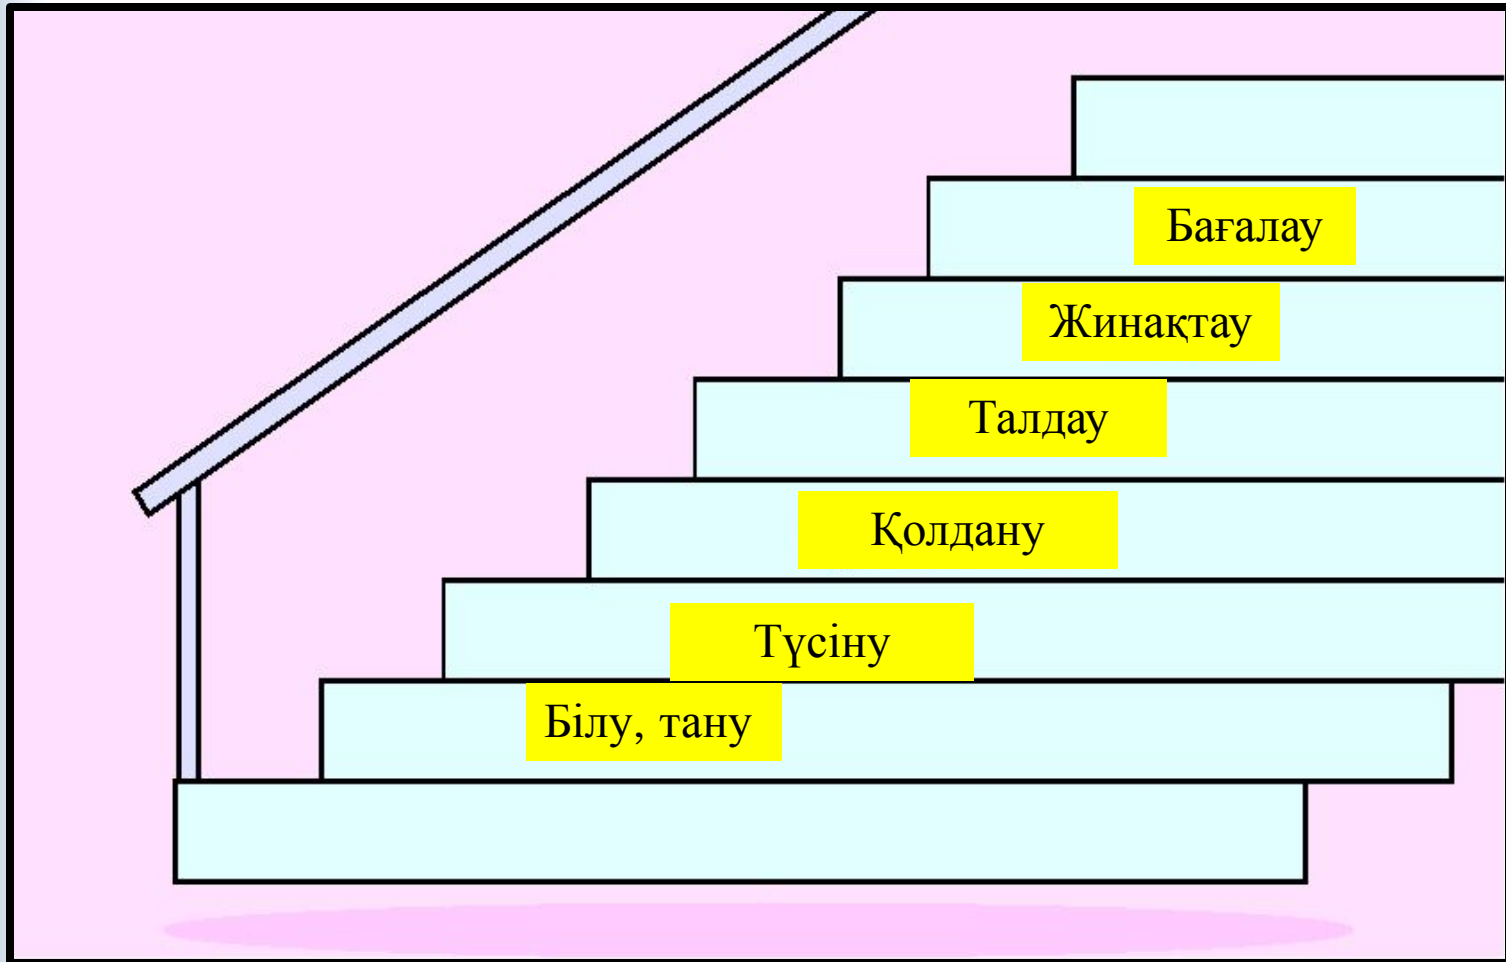 Бағалау
Жинақтау
Талдау
Қолдану
Түсіну
Білу, тану